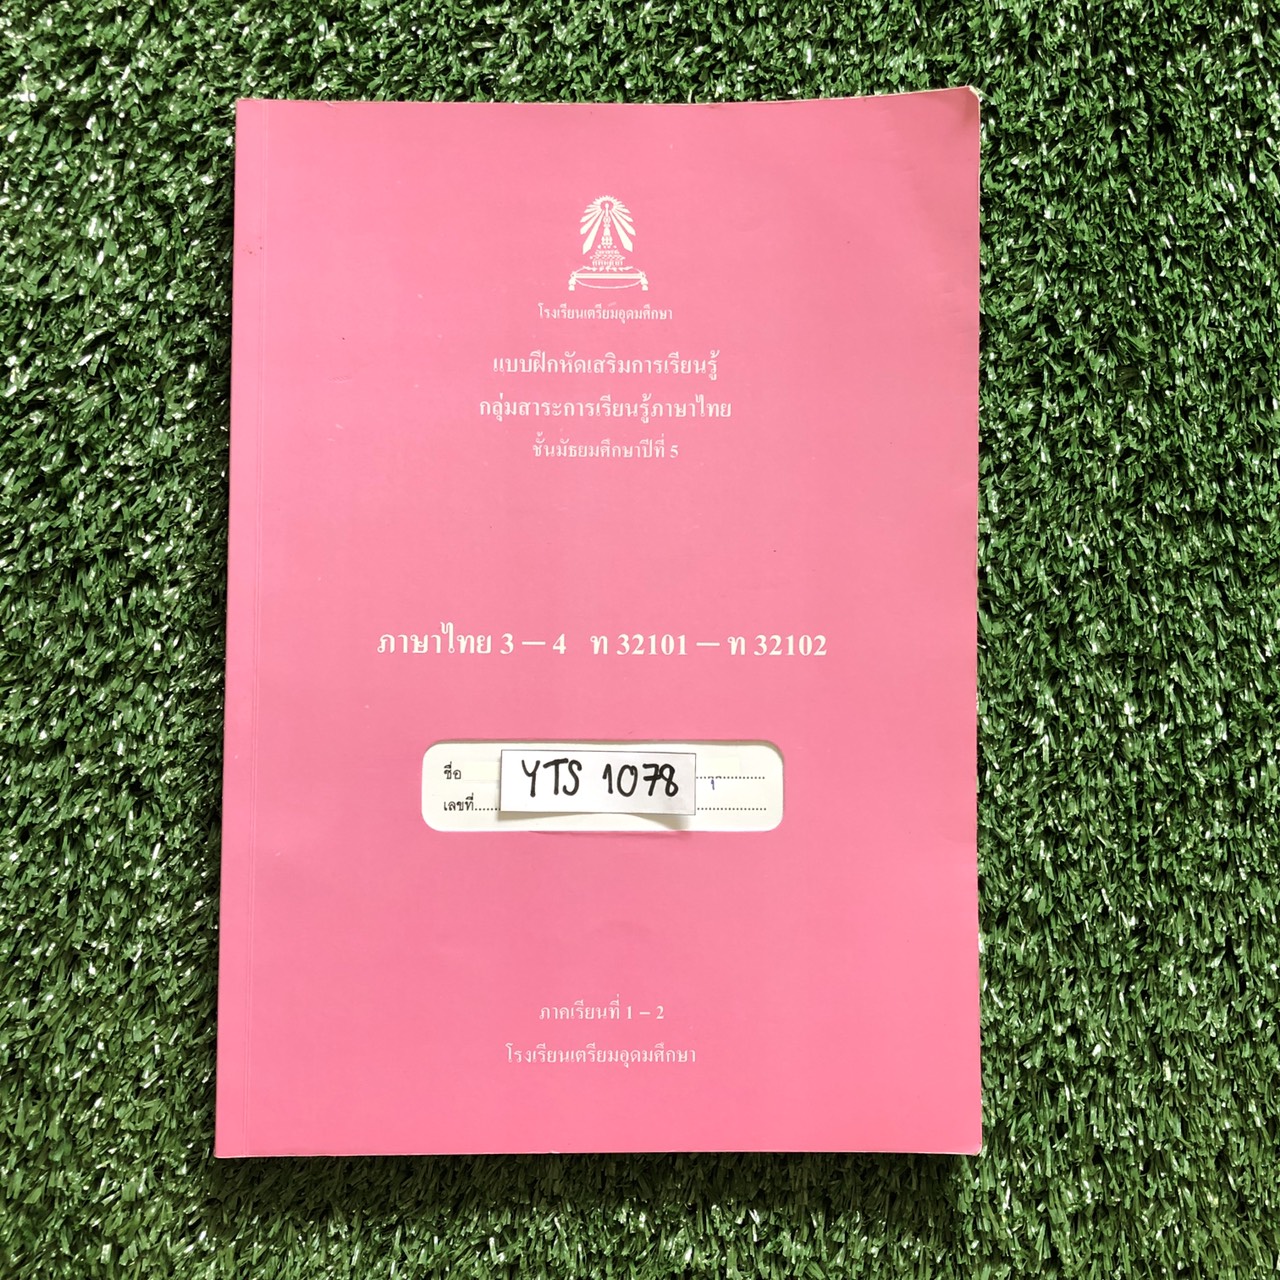 โรงเรียนเตรียมอุดมศึกษา
แบบฝึกหัดเสริมการเรียนรู้
กลุ่มสาระการเรียนรู้ภาษาไทย
ชั้นมัธยมศึกษาปีที่ 5
ภาษาไทย 3 – 4 ท 32101 – ท 32102
ชื่อ
YTS 1078
เลขที่
ภาคเรียนที่ 1 – 2
โรงเรียนเตรียมอุดมศึกษา